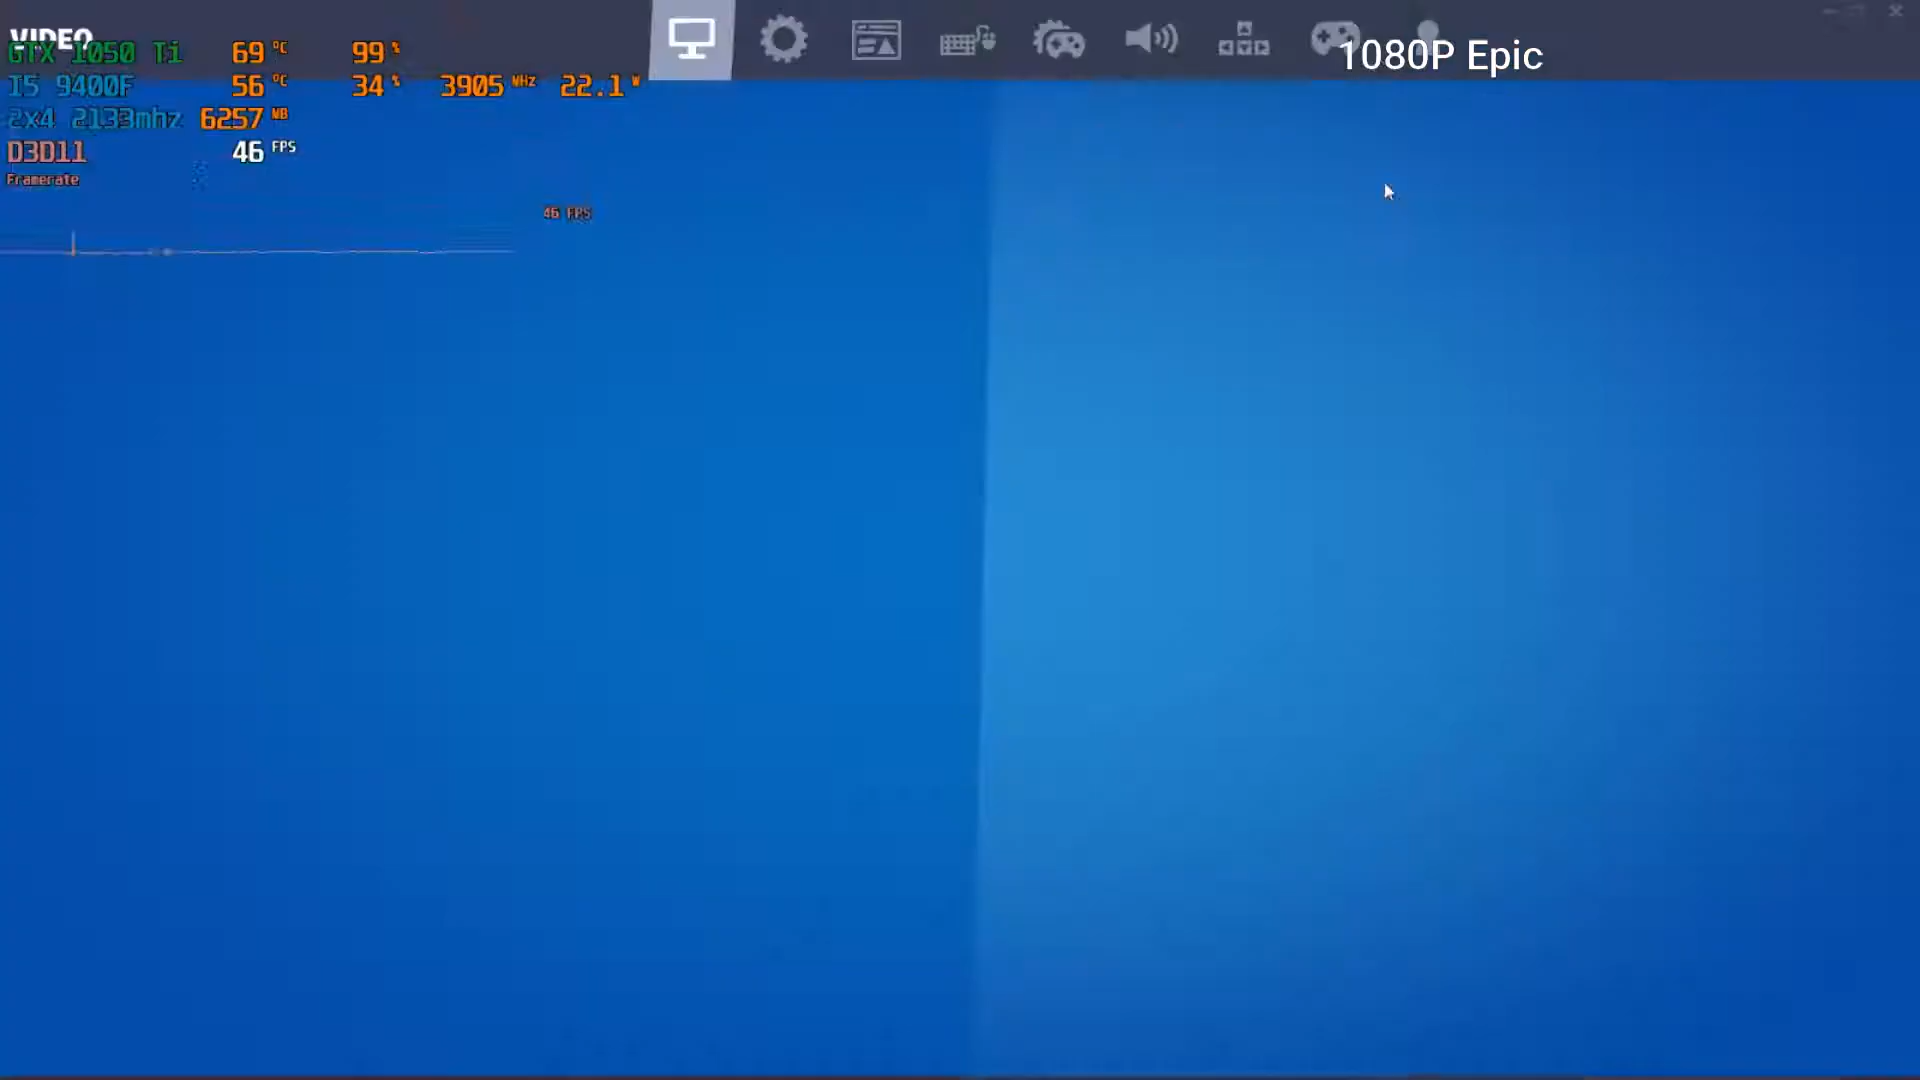 VIDEO
1080P Epic
GTX 1050 Ti 69 °C 99 %
I5 9400F 56 °C 34 % 3905 MHz 22.1 W
2x4 2133mhz 6257 MB
D3D11 46 FPS
Framerate
46 FPS